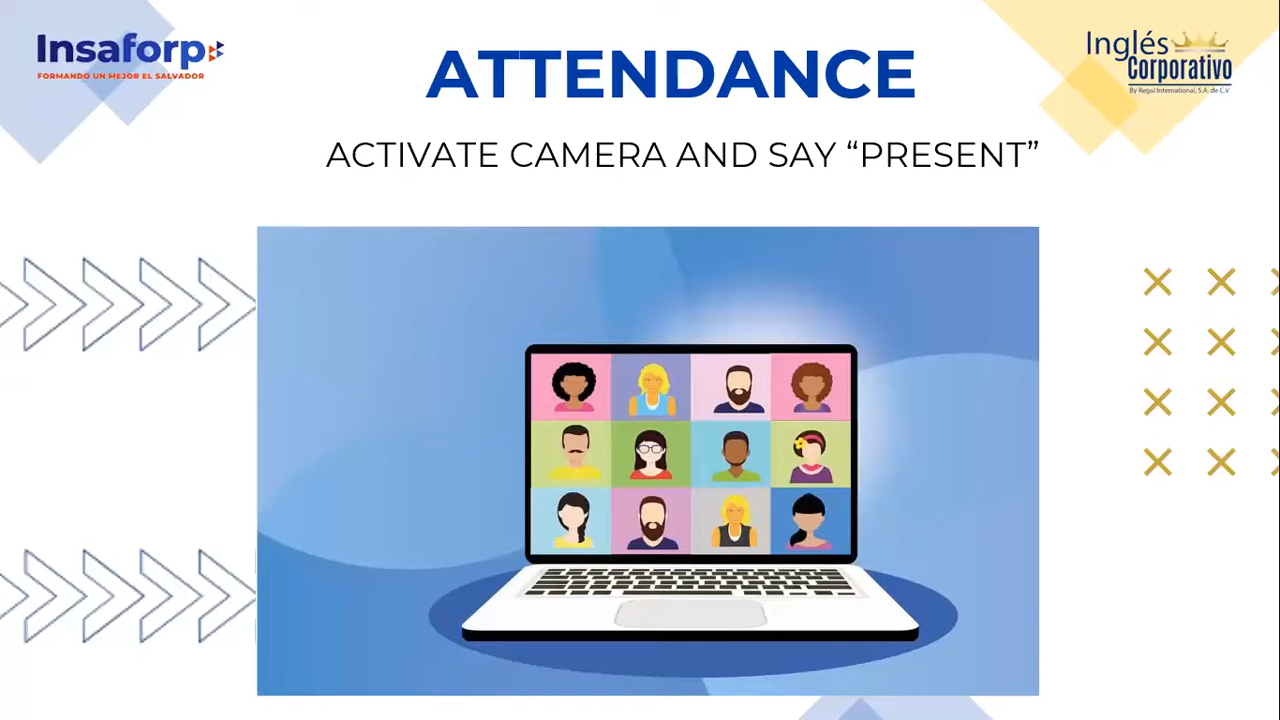 Insaforp
FORMANDO UN MEJOR EL SALVADOR
ATTENDANCE
Inglés
Corporativo
By Regal International, S.A. de C.V
ACTIVATE CAMERA AND SAY “PRESENT”